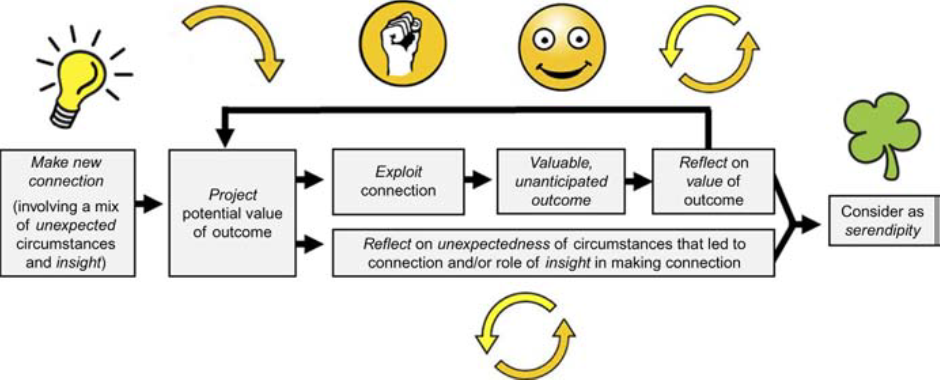 Make new
connection
(involving a mix
of unexpected
circumstances
and insight)
Project
potential value
of outcome
Exploit
connection
Valuable,
unanticipated
outcome
Reflect on
value of
outcome
Reflect on unexpectedness of circumstances that led to
connection and/or role of insight in making connection
Consider as
serendipity